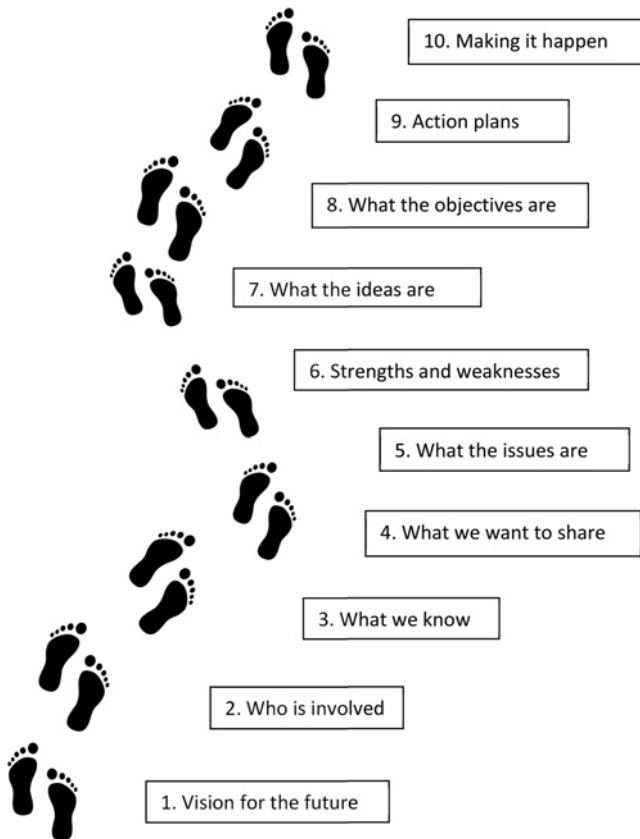 10. Making it happen
9. Action plans
8. What the objectives are
7. What the ideas are
6. Strengths and weaknesses
5. What the issues are
4. What we want to share
3. What we know
2. Who is involved
1. Vision for the future